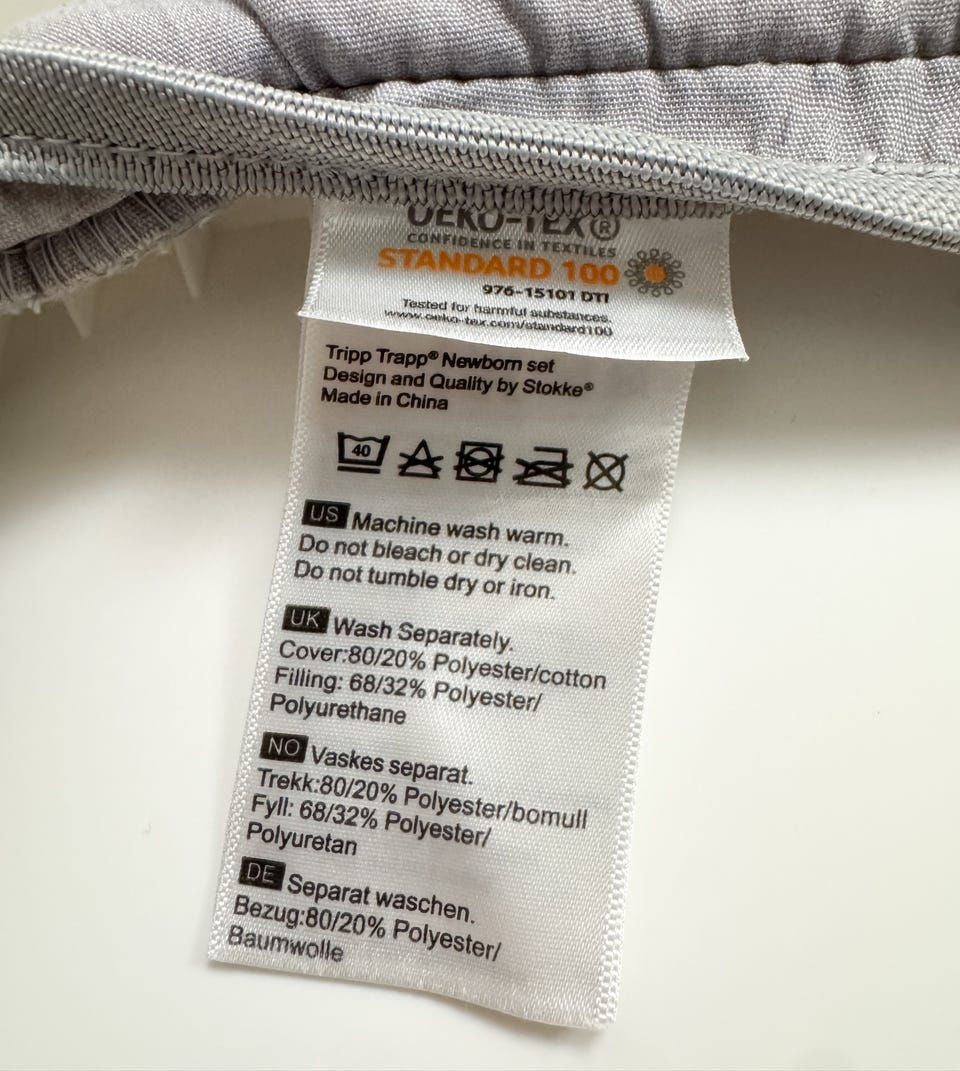 OEKO-TEX®
CONFIDENCE IN TEXTILES
STANDARD 100
976-15101 DTI
Tested for harmful substances.
www.oeko-tex.com/standard100
Tripp Trapp® Newborn set
Design and Quality by Stokke®
Made in China
40
US Machine wash warm.
Do not bleach or dry clean.
Do not tumble dry or iron.
UK Wash Separately.
Cover:80/20% Polyester/cotton
Filling: 68/32% Polyester/
Polyurethane
NO Vaskes separat.
Trekk:80/20% Polyester/bomull
Fyll: 68/32% Polyester/
Polyuretan
DE Separat waschen.
Bezug:80/20% Polyester/
Baumwolle